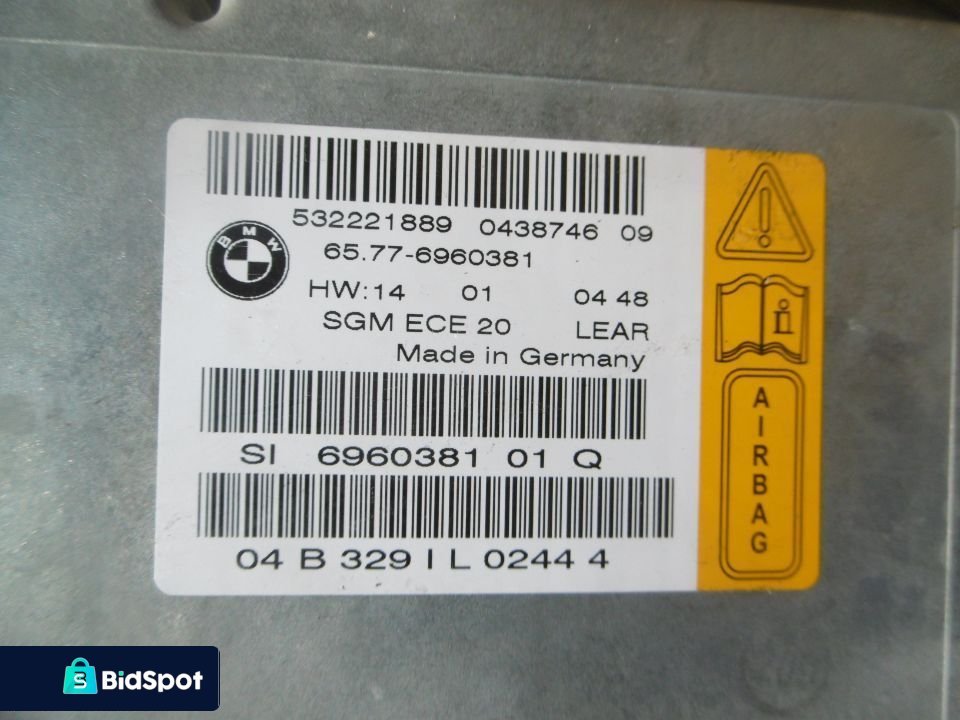 532221889 0438746 09
BMW
65.77-6960381
HW:14 01 04 48
SGM ECE 20 LEAR
Made in Germany
SI 6960381 01 Q
04 B 329 I L 0244 4
AIRBAG
BidSpot